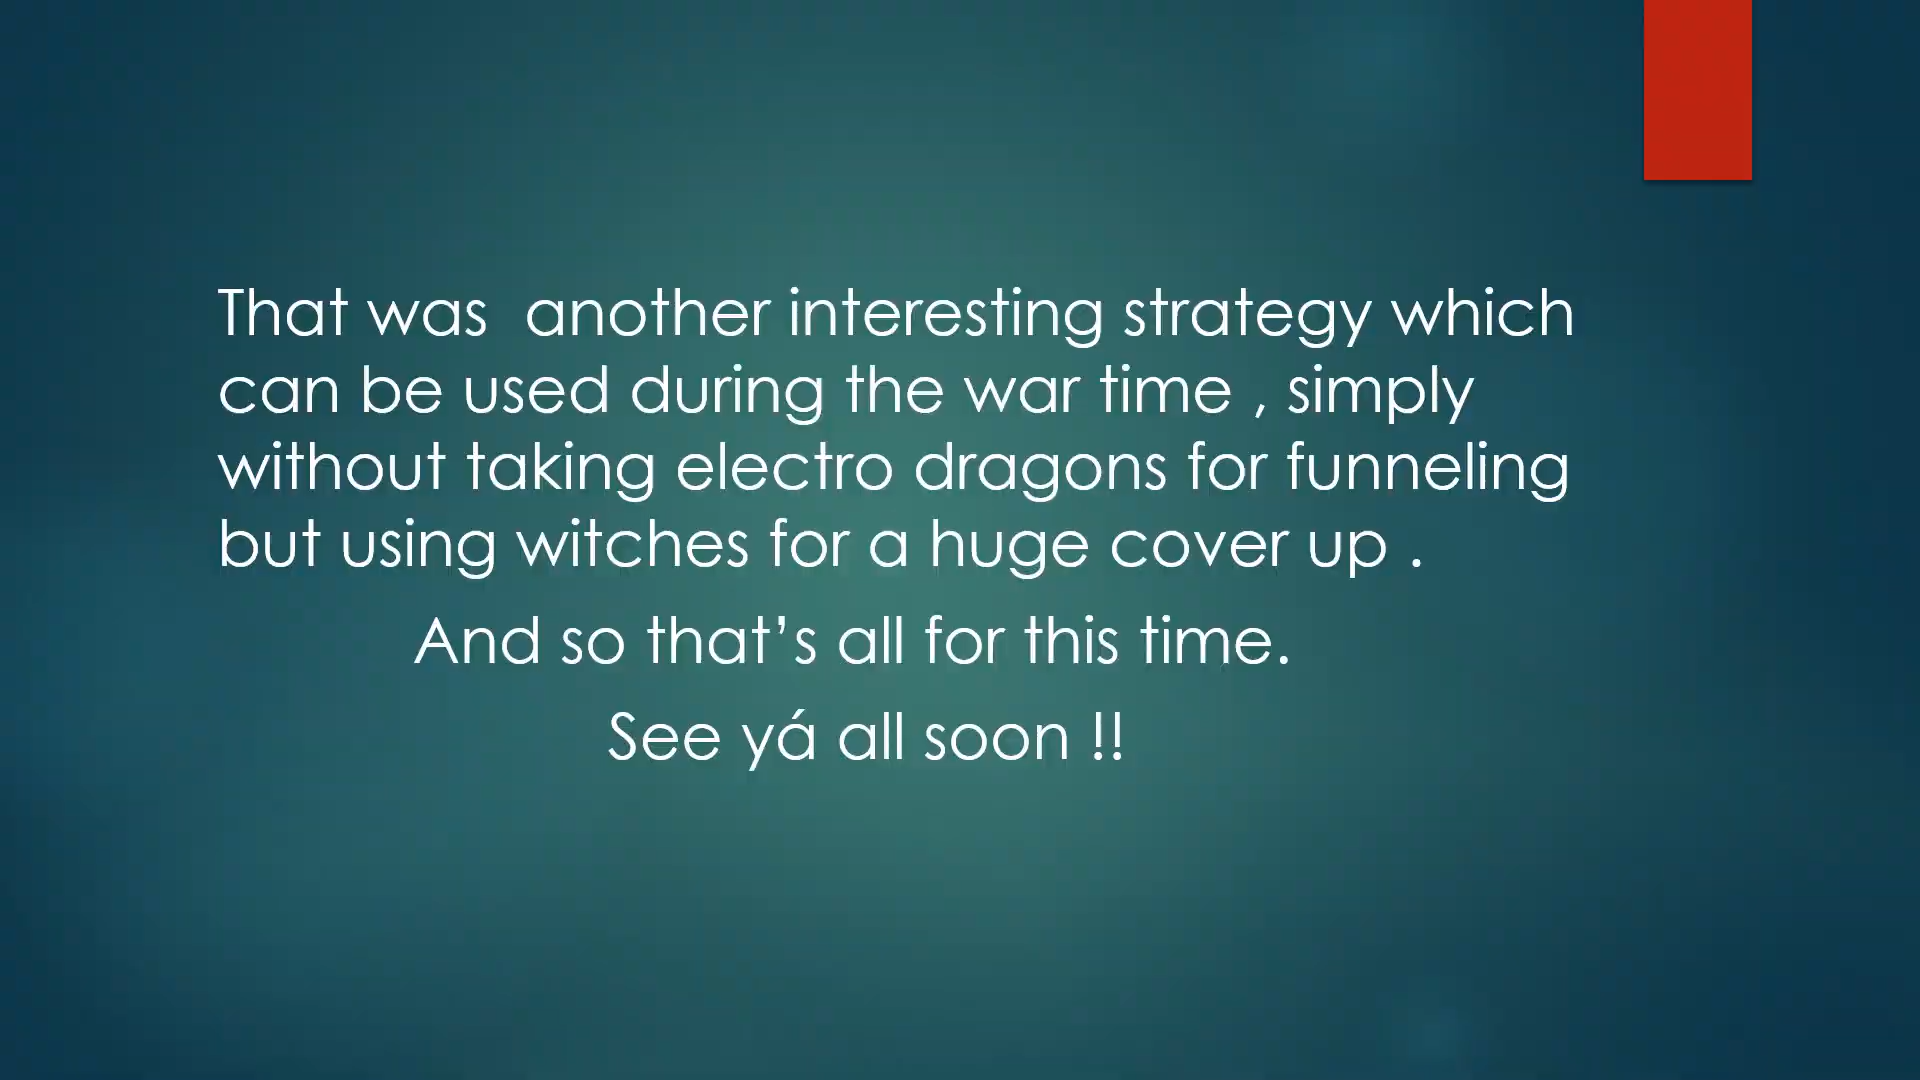 That was  another interesting strategy which
can be used during the war time , simply
without taking electro dragons for funneling
but using witches for a huge cover up .
And so that’s all for this time.
See yá all soon !!